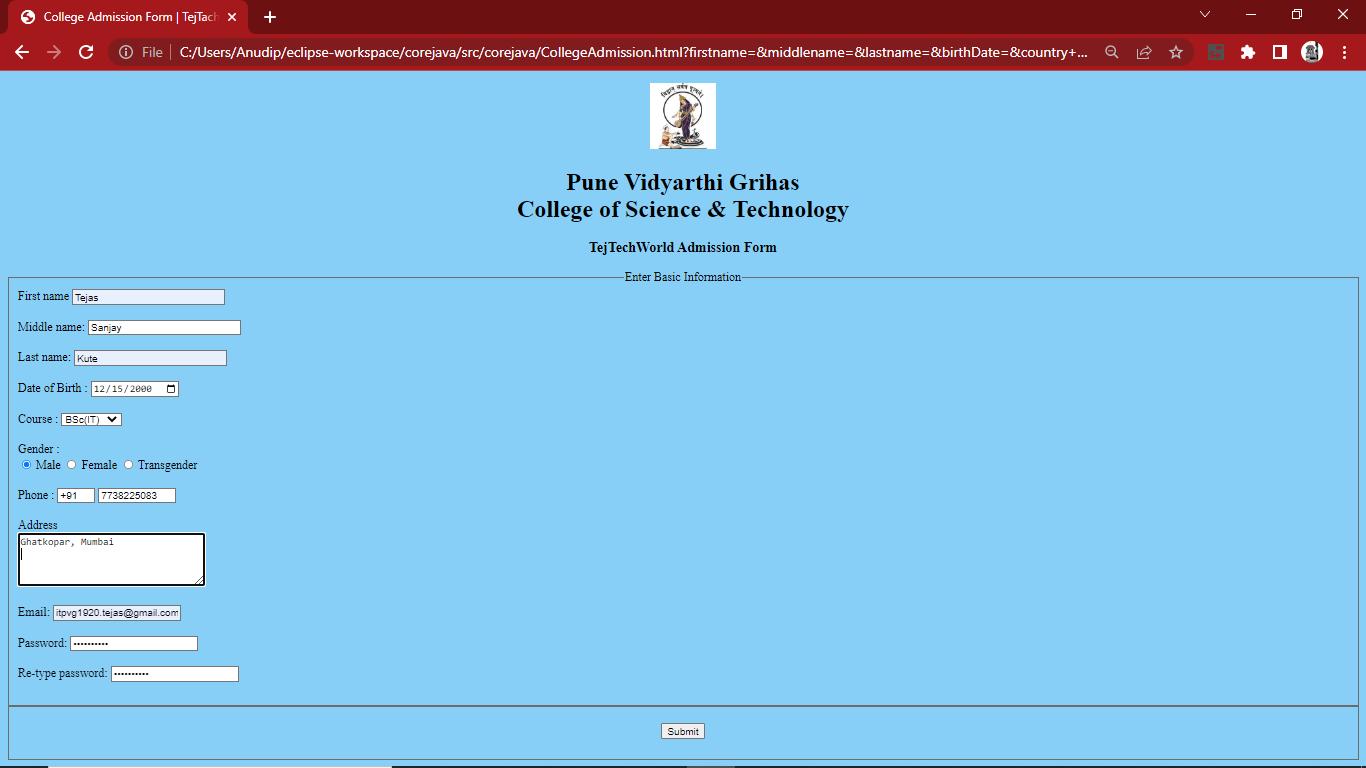 College Admission Form | TejTach
File
C:/Users/Anudip/eclipse-workspace/corejava/src/corejava/CollegeAdmission.html?firstname=&middlename=&lastname=&birthDate=&country+...
Pune Vidyarthi Grihas
College of Science & Technology
TejTechWorld Admission Form
Enter Basic Information
First name Tejas
Middle name: Sanjay
Last name: Kute
Date of Birth : 12/15/2000
Course : BSc(IT)
Gender :
Male Female Transgender
Phone : +91 7738225083
Address
Ghatkopar, Mumbai
Email: itpvg1920.tejas@gmail.com
Password: ••••••••••
Re-type password: ••••••••••
Submit